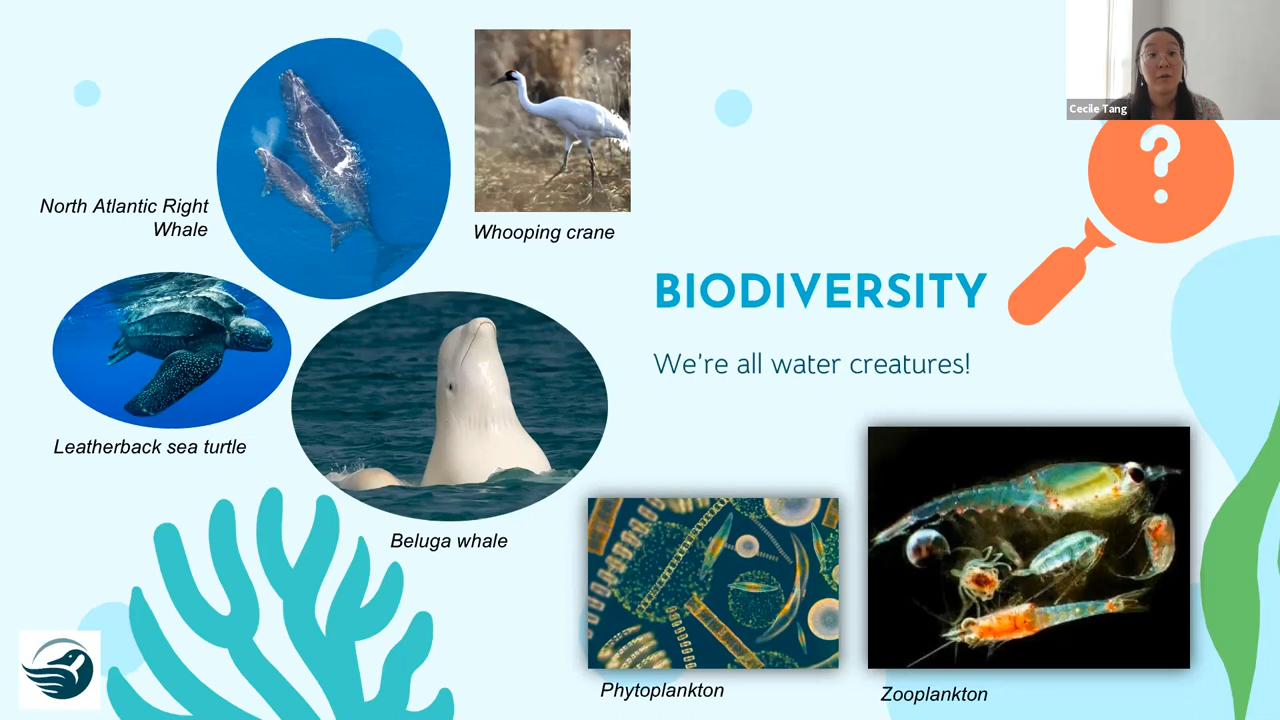 Cecile Tang
?
North Atlantic Right
Whale
Whooping crane
BIODIVERSITY
We're all water creatures!
Leatherback sea turtle
Beluga whale
Phytoplankton
Zooplankton